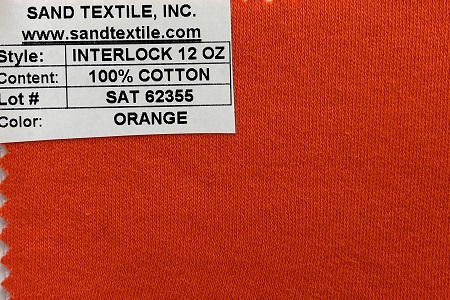 SAND TEXTILE, INC.
www.sandtextile.com
Style: INTERLOCK 12 OZ
Content: 100% COTTON
Lot # SAT 62355
Color: ORANGE